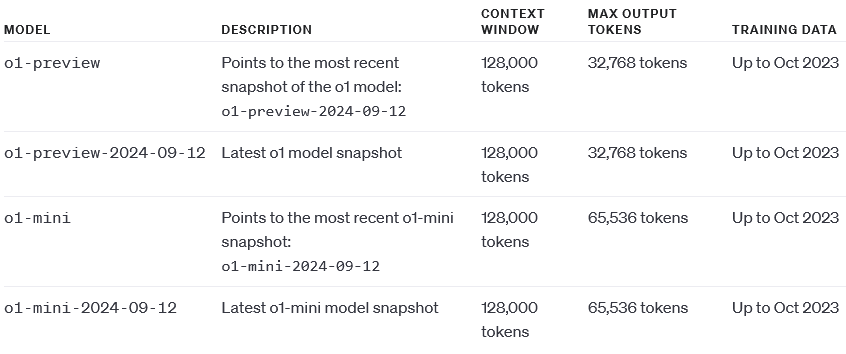 MODEL DESCRIPTION CONTEXT WINDOW MAX OUTPUT TOKENS TRAINING DATA
o1-preview Points to the most recent snapshot of the o1 model: o1-preview-2024-09-12 128,000 tokens 32,768 tokens Up to Oct 2023
o1-preview-2024-09-12 Latest o1 model snapshot 128,000 tokens 32,768 tokens Up to Oct 2023
o1-mini Points to the most recent o1-mini snapshot: o1-mini-2024-09-12 128,000 tokens 65,536 tokens Up to Oct 2023
o1-mini-2024-09-12 Latest o1-mini model snapshot 128,000 tokens 65,536 tokens Up to Oct 2023